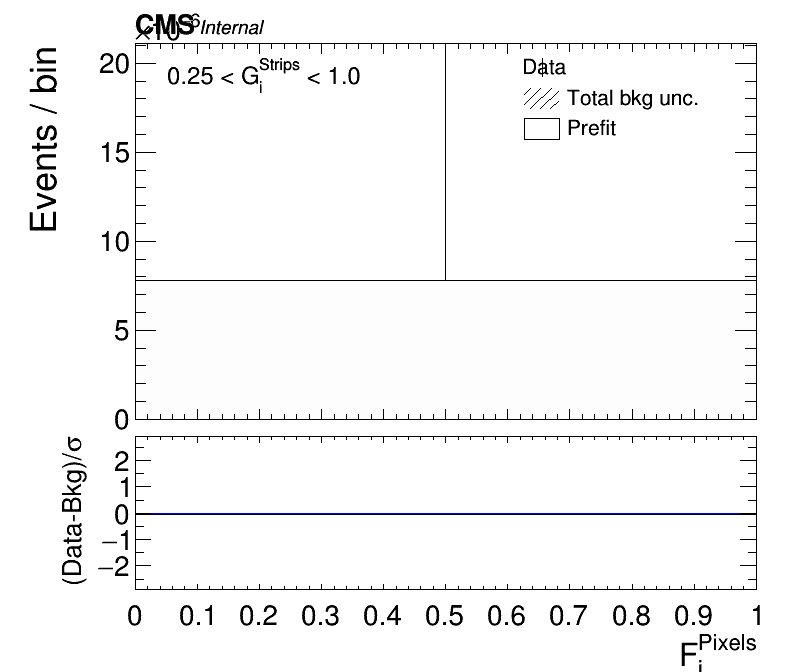 CMS Internal
×10⁻⁶
0.25 < G_i^Strips < 1.0
Data
Total bkg unc.
Prefit
Events / bin
20
15
10
5
0
(Data-Bkg)/σ
2
1
0
−1
−2
0 0.1 0.2 0.3 0.4 0.5 0.6 0.7 0.8 0.9 1
F_i^Pixels